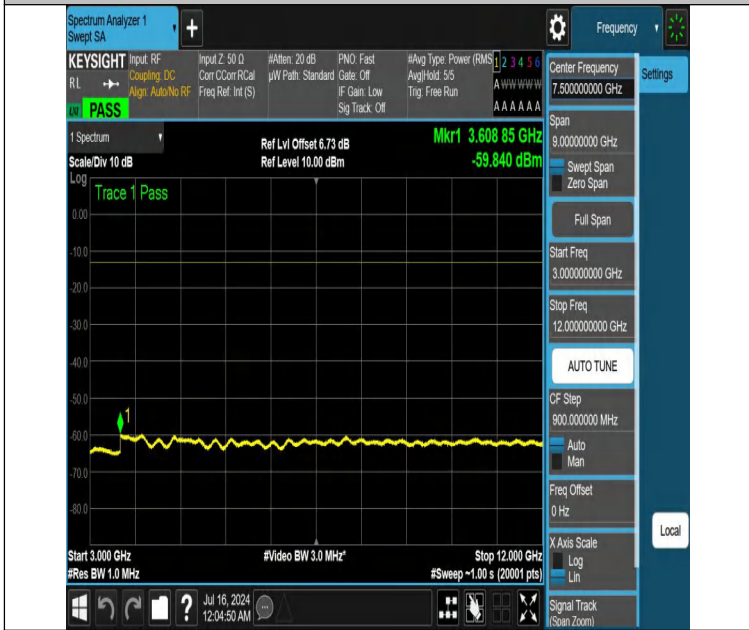 Spectrum Analyzer 1
Swept SA
+
Frequency
KEYSIGHT
RL
PASS
Input: RF
Coupling: DC
Align: Auto/No RF
Input Z: 50 Ω
Corr CCorr RCal
Freq Ref: Int (S)
#Atten: 20 dB
µW Path: Standard
PNO: Fast
Gate: Off
IF Gain: Low
Sig Track: Off
#Avg Type: Power (RMS
Avg|Hold: 5/5
Trig: Free Run
1 2 3 4 5 6
A W W W W W
A A A A A A
1 Spectrum
Scale/Div 10 dB
Ref Lvl Offset 6.73 dB
Ref Level 10.00 dBm
Mkr1 3.608 85 GHz
-59.840 dBm
Log
Trace 1 Pass
0.00
-10.0
-20.0
-30.0
-40.0
-50.0
-60.0
-70.0
-80.0
1
Start 3.000 GHz
#Res BW 1.0 MHz
#Video BW 3.0 MHz*
Stop 12.000 GHz
#Sweep ~1.00 s (20001 pts)
Jul 16, 2024
12:04:50 AM
Center Frequency
7.500000000 GHz
Settings
Span
9.00000000 GHz
Swept Span
Zero Span
Full Span
Start Freq
3.000000000 GHz
Stop Freq
12.000000000 GHz
AUTO TUNE
CF Step
900.000000 MHz
Auto
Man
Freq Offset
0 Hz
X Axis Scale
Log
Lin
Local
Signal Track
(Span Zoom)